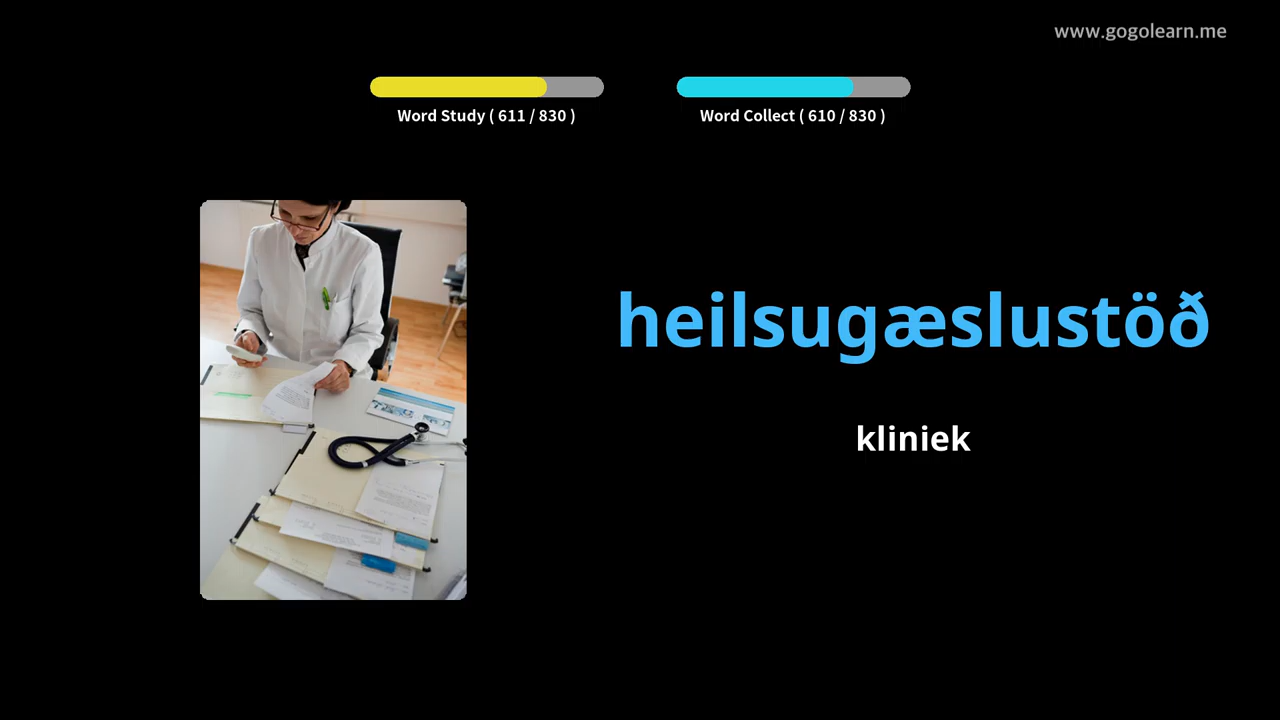 www.gogolearn.me
Word Study ( 611 / 830 )
Word Collect ( 610 / 830 )
heilsugæslustöð
kliniek